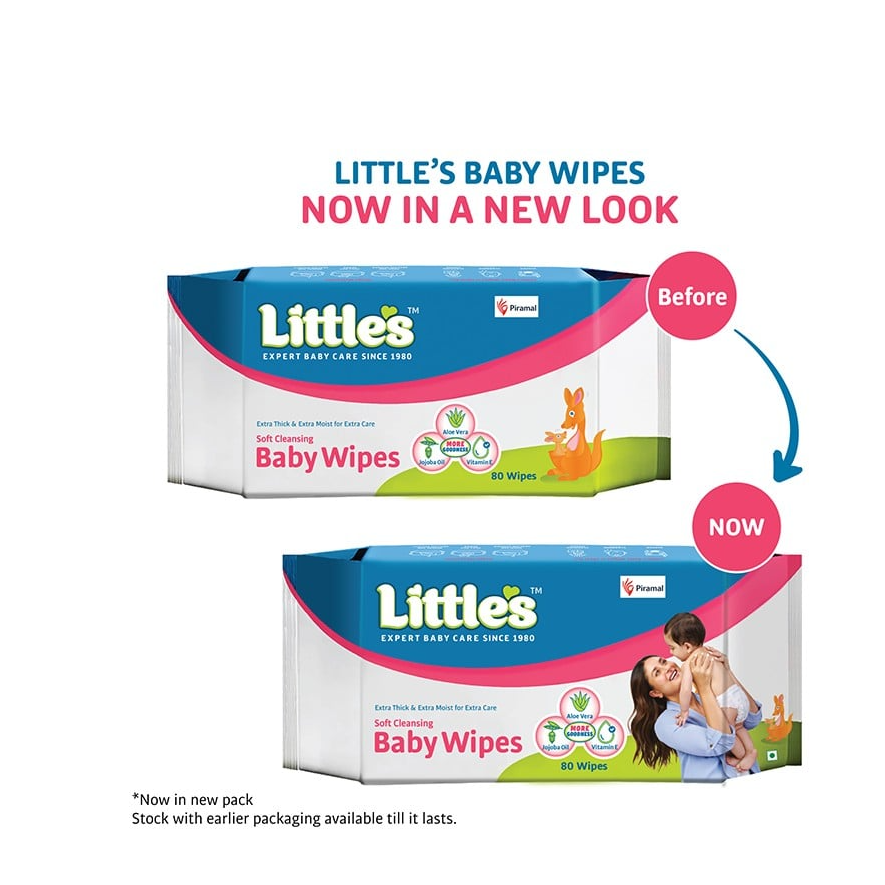 LITTLE'S BABY WIPES
NOW IN A NEW LOOK
Before
Little's™
EXPERT BABY CARE SINCE 1980
Piramal
Extra Thick & Extra Moist for Extra Care
Soft Cleansing
Baby Wipes
Aloe Vera
MORE
GOODNESS
Jojoba Oil
Vitamin E
80 Wipes
NOW
Little's™
EXPERT BABY CARE SINCE 1980
Piramal
Extra Thick & Extra Moist for Extra Care
Soft Cleansing
Baby Wipes
Aloe Vera
MORE
GOODNESS
Jojoba Oil
Vitamin E
80 Wipes
*Now in new pack
Stock with earlier packaging available till it lasts.